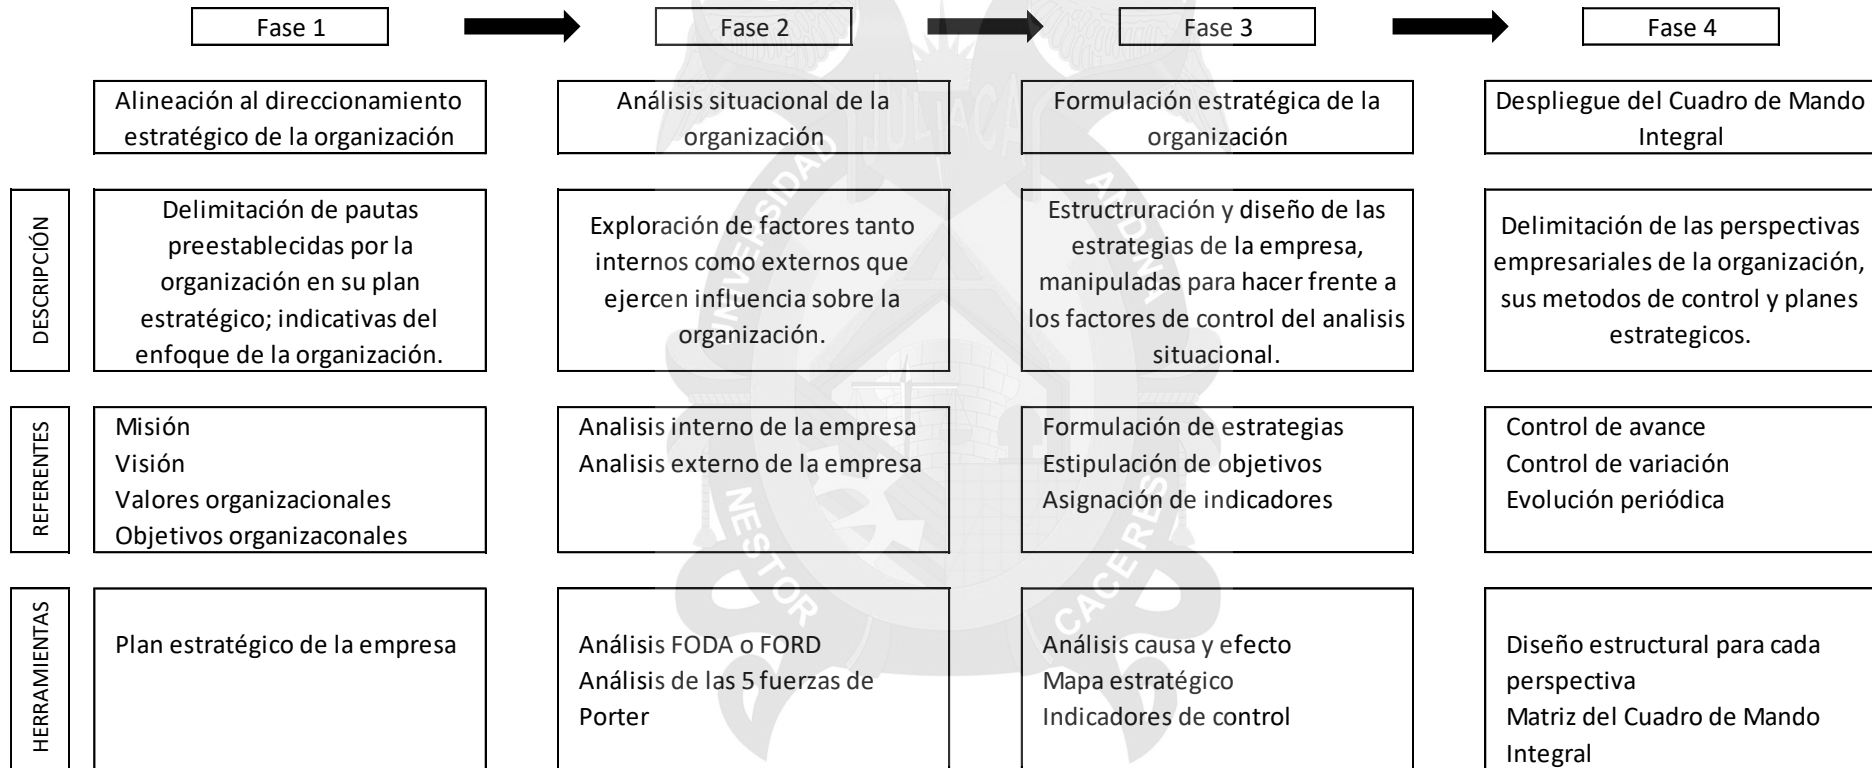 Fase 1
Fase 2
Fase 3
Fase 4
Alineación al direccionamiento
estratégico de la organización
Análisis situacional de la
organización
Formulación estratégica de la
organización
Despliegue del Cuadro de Mando
Integral
DESCRIPCIÓN
Delimitación de pautas
preestablecidas por la
organización en su plan
estratégico; indicativas del
enfoque de la organización.
Exploración de factores tanto
internos como externos que
ejercen influencia sobre la
organización.
Estructruración y diseño de las
estrategias de la empresa,
manipuladas para hacer frente a
los factores de control del analisis
situacional.
Delimitación de las perspectivas
empresariales de la organización,
sus metodos de control y planes
estrategicos.
REFERENTES
Misión
Visión
Valores organizacionales
Objetivos organizaconales
Analisis interno de la empresa
Analisis externo de la empresa
Formulación de estrategias
Estipulación de objetivos
Asignación de indicadores
Control de avance
Control de variación
Evolución periódica
HERRAMIENTAS
Plan estratégico de la empresa
Análisis FODA o FORD
Análisis de las 5 fuerzas de
Porter
Análisis causa y efecto
Mapa estratégico
Indicadores de control
Diseño estructural para cada
perspectiva
Matriz del Cuadro de Mando
Integral
JULIACA
UNIVERSIDAD
ANDINA
NESTOR
CACERES